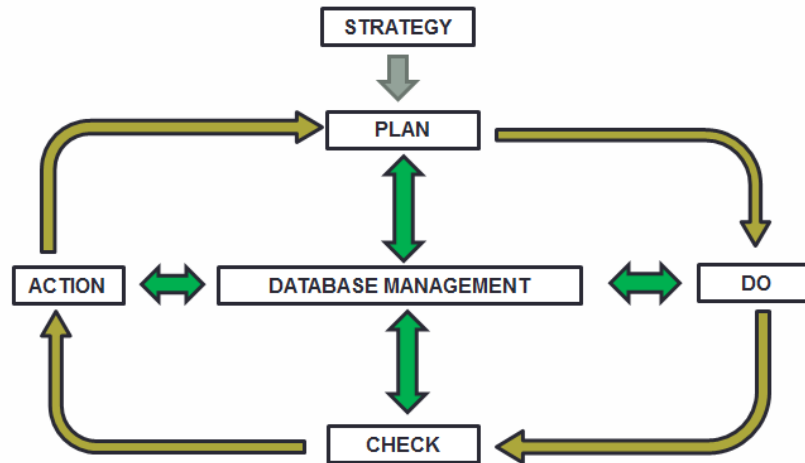 STRATEGY
PLAN
ACTION
DATABASE MANAGEMENT
DO
CHECK